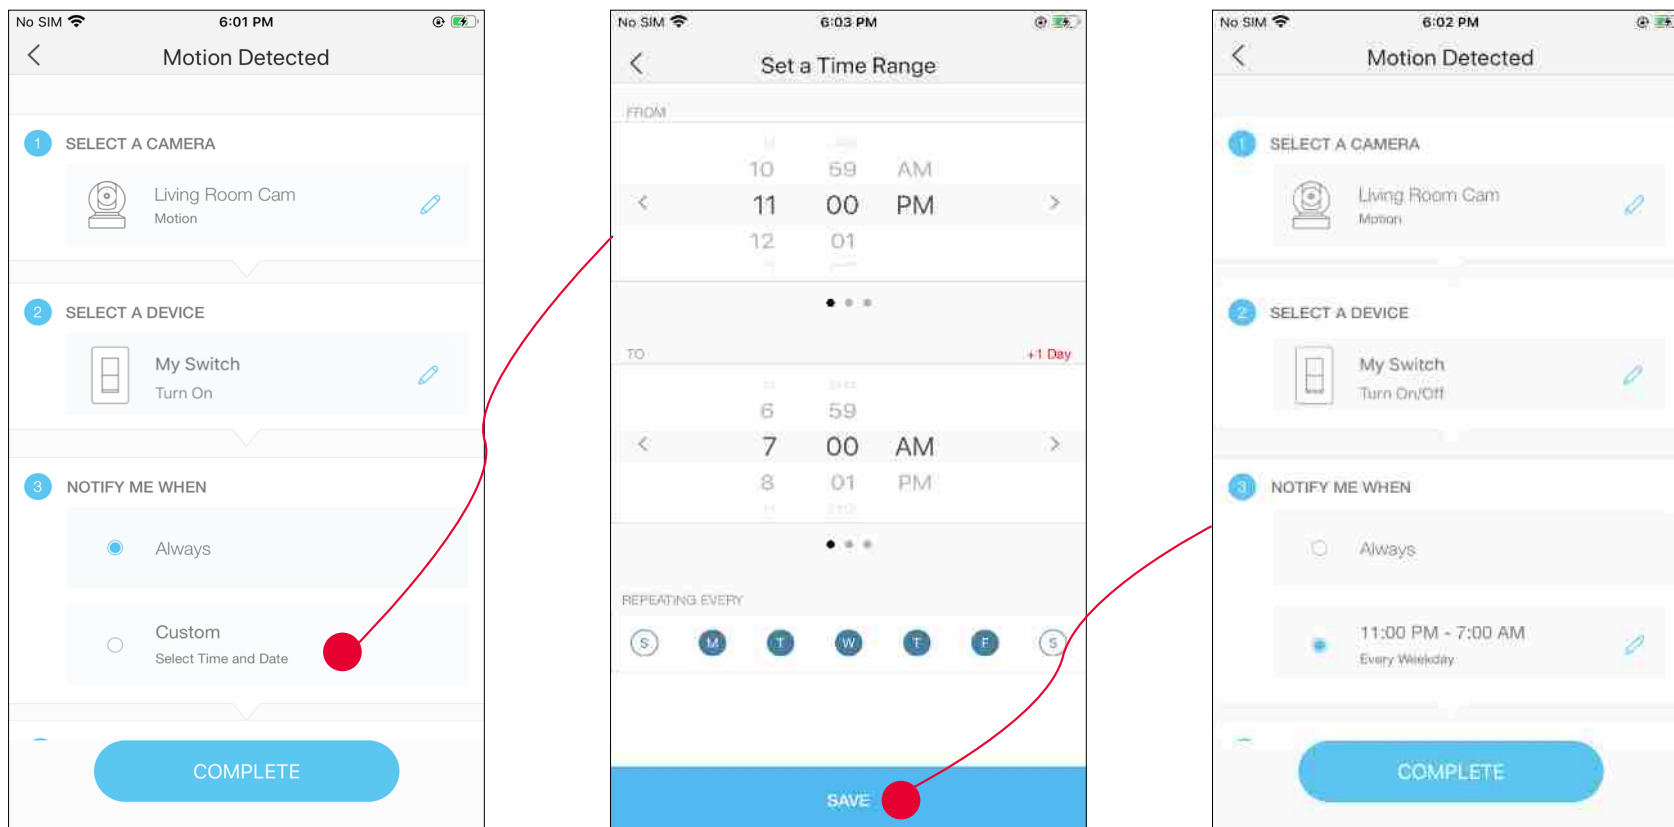 No SIM 6:01 PM
Motion Detected
1 SELECT A CAMERA
Living Room Cam
Motion
2 SELECT A DEVICE
My Switch
Turn On
3 NOTIFY ME WHEN
Always
Custom
Select Time and Date
COMPLETE
No SIM 6:03 PM
Set a Time Range
FROM
10 59 AM
11 00 PM
12 01
TO +1 Day
6 59
7 00 AM
8 01 PM
REPEATING EVERY
S M T W T F S
SAVE
No SIM 6:02 PM
Motion Detected
1 SELECT A CAMERA
Living Room Cam
Motion
2 SELECT A DEVICE
My Switch
Turn On/Off
3 NOTIFY ME WHEN
Always
11:00 PM - 7:00 AM
Every Weekday
COMPLETE